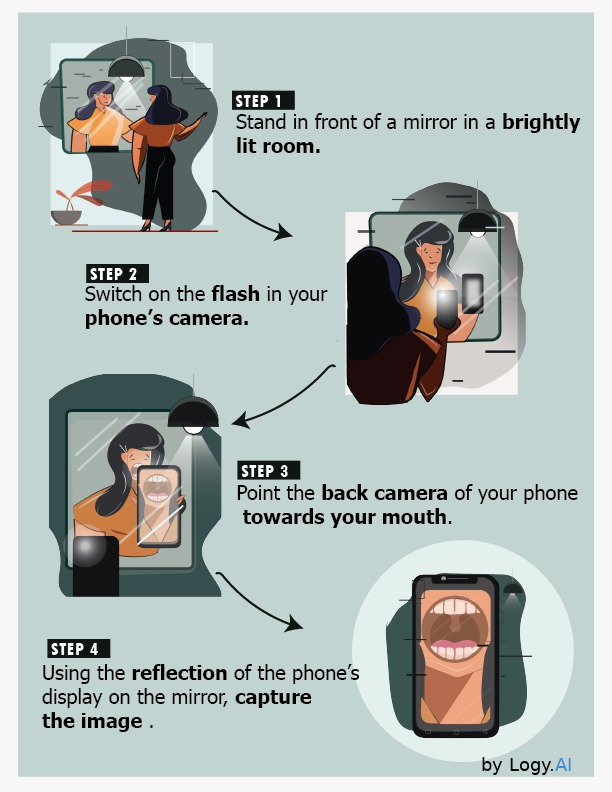 STEP 1
Stand in front of a mirror in a brightly
lit room.
STEP 2
Switch on the flash in your
phone's camera.
STEP 3
Point the back camera of your phone
towards your mouth.
STEP 4
Using the reflection of the phone's
display on the mirror, capture
the image .
by Logy.AI